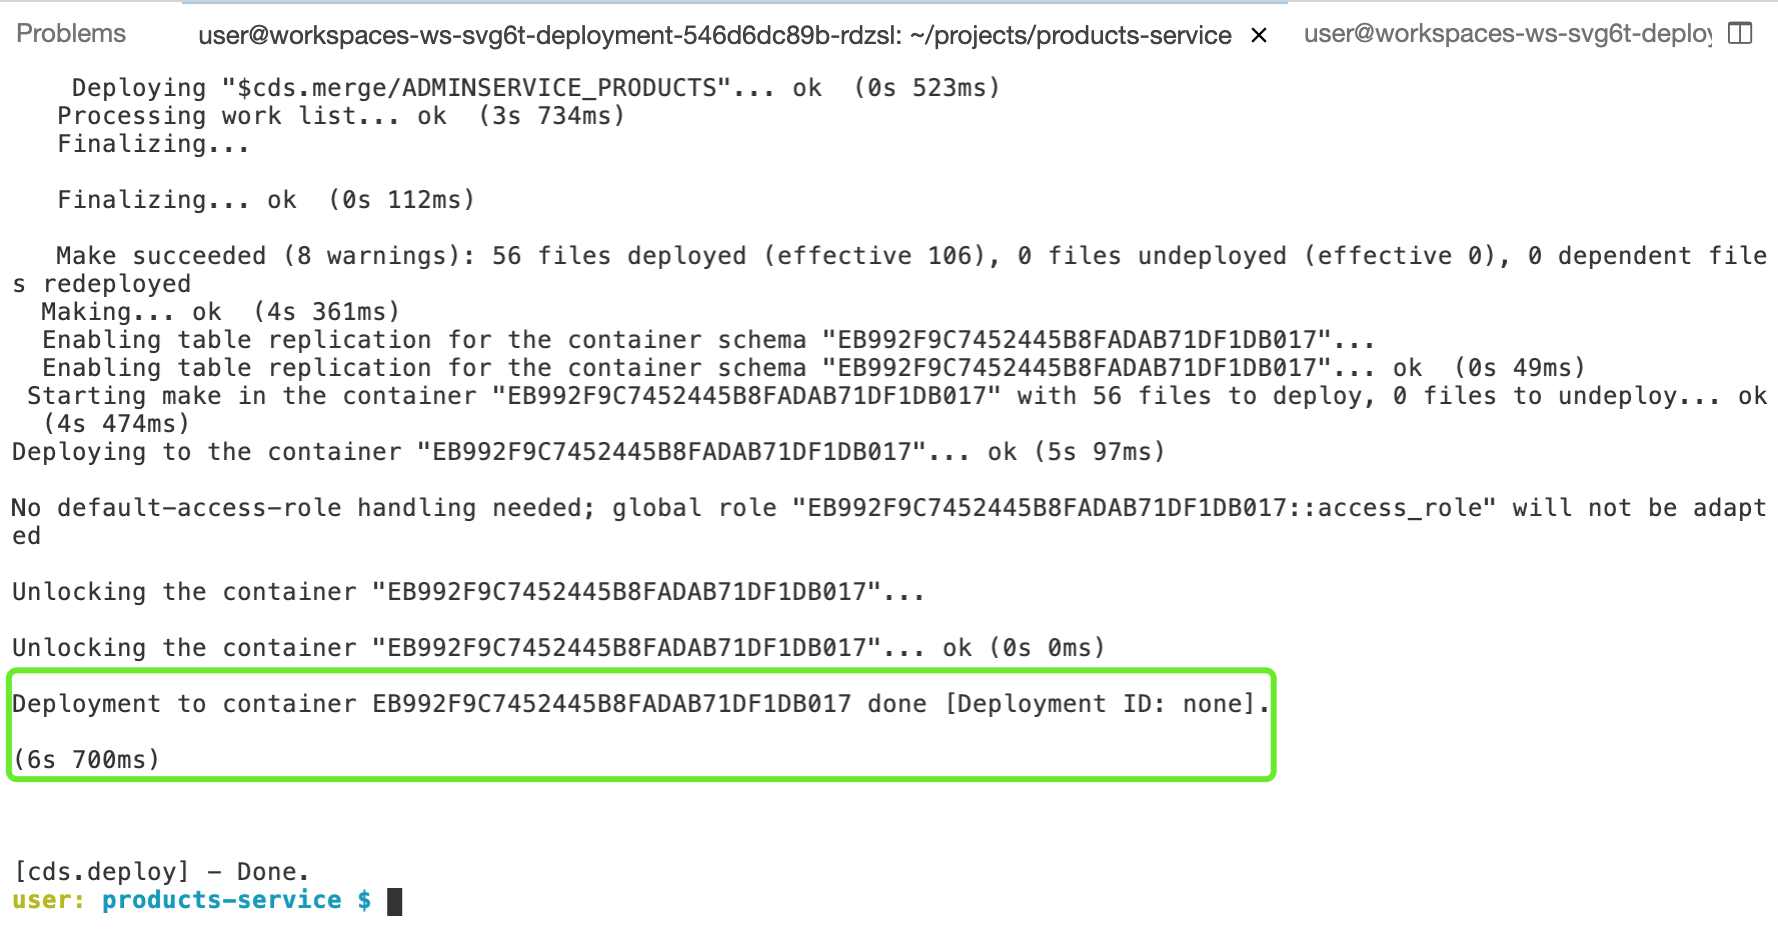 Problems
user@workspaces-ws-svg6t-deployment-546d6dc89b-rdzsl: ~/projects/products-service ×
user@workspaces-ws-svg6t-deploy
Deploying "$cds.merge/ADMINSERVICE_PRODUCTS"... ok  (0s 523ms)
Processing work list... ok  (3s 734ms)
Finalizing...
Finalizing... ok  (0s 112ms)
Make succeeded (8 warnings): 56 files deployed (effective 106), 0 files undeployed (effective 0), 0 dependent file
s redeployed
Making... ok  (4s 361ms)
Enabling table replication for the container schema "EB992F9C7452445B8FADAB71DF1DB017"...
Enabling table replication for the container schema "EB992F9C7452445B8FADAB71DF1DB017"... ok  (0s 49ms)
Starting make in the container "EB992F9C7452445B8FADAB71DF1DB017" with 56 files to deploy, 0 files to undeploy... ok
(4s 474ms)
Deploying to the container "EB992F9C7452445B8FADAB71DF1DB017"... ok (5s 97ms)
No default-access-role handling needed; global role "EB992F9C7452445B8FADAB71DF1DB017::access_role" will not be adapt
ed
Unlocking the container "EB992F9C7452445B8FADAB71DF1DB017"...
Unlocking the container "EB992F9C7452445B8FADAB71DF1DB017"... ok (0s 0ms)
Deployment to container EB992F9C7452445B8FADAB71DF1DB017 done [Deployment ID: none].
(6s 700ms)
[cds.deploy] - Done.
user: products-service $